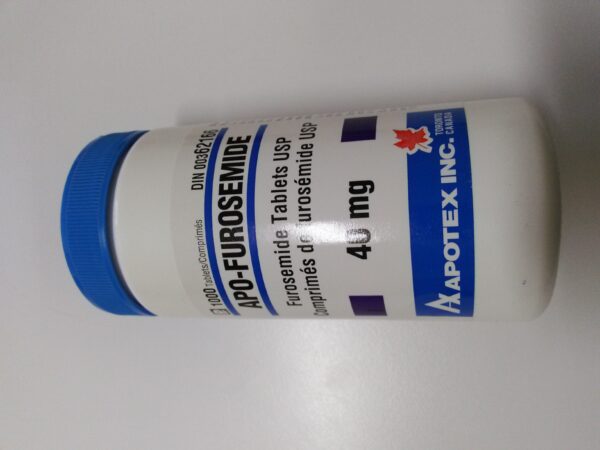 1000 Tablets/Comprimés DIN 00362166
APO-FUROSEMIDE
Furosemide Tablets USP
Comprimés de furosémide USP
40 mg
APOTEX INC. TORONTO
CANADA